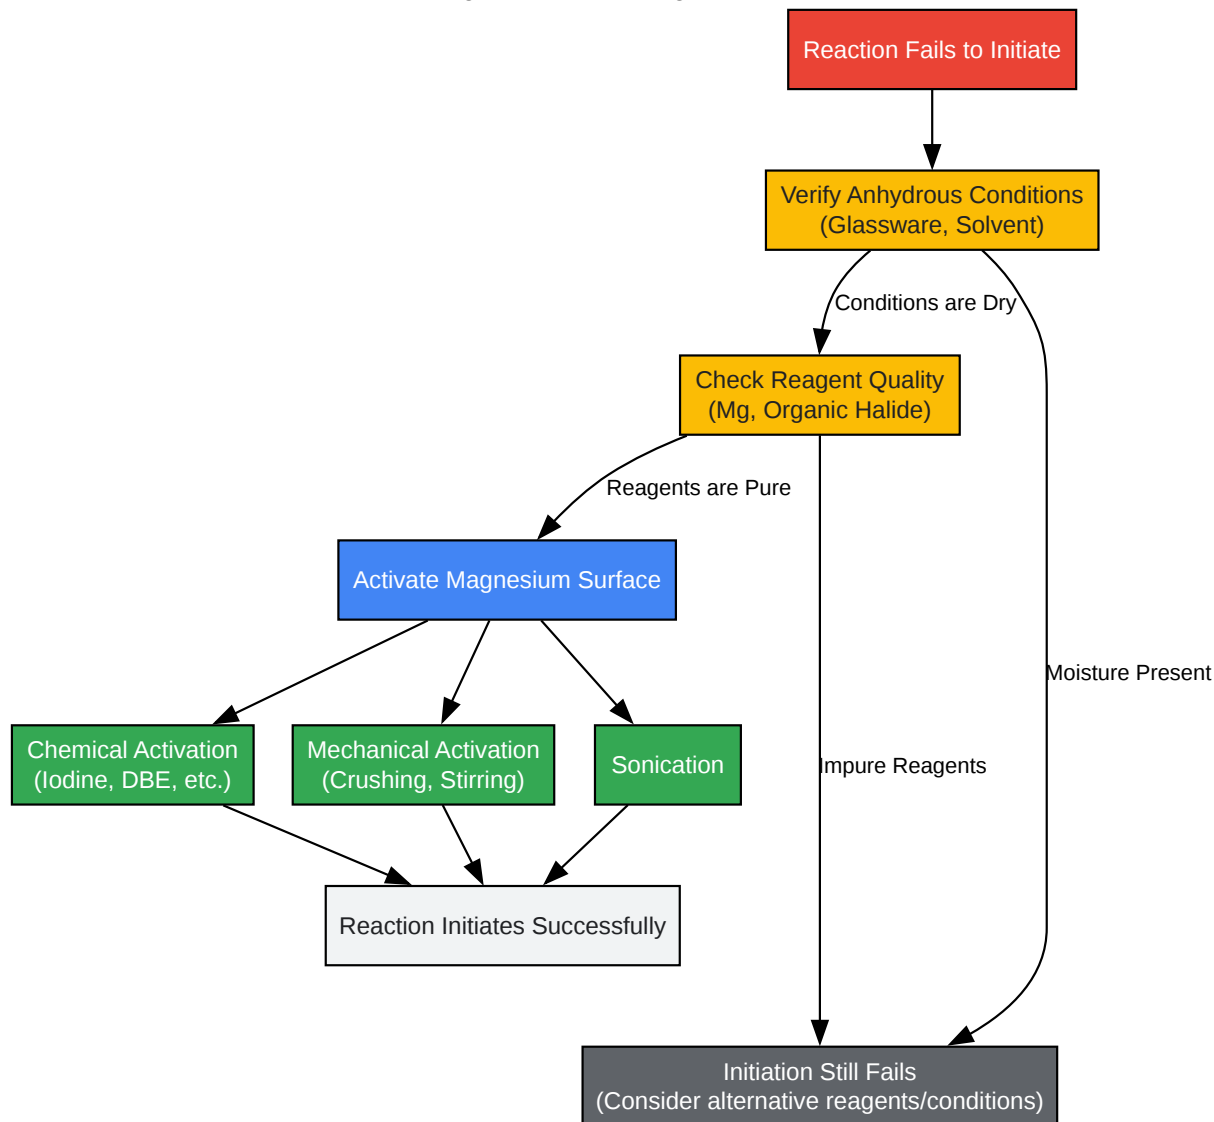 Reaction Fails to Initiate
Verify Anhydrous Conditions
(Glassware, Solvent)
Conditions are Dry
Check Reagent Quality
(Mg, Organic Halide)
Reagents are Pure
Activate Magnesium Surface
Moisture Present
Chemical Activation
(Iodine, DBE, etc.)
Mechanical Activation
(Crushing, Stirring)
Sonication
Impure Reagents
Reaction Initiates Successfully
Initiation Still Fails
(Consider alternative reagents/conditions)